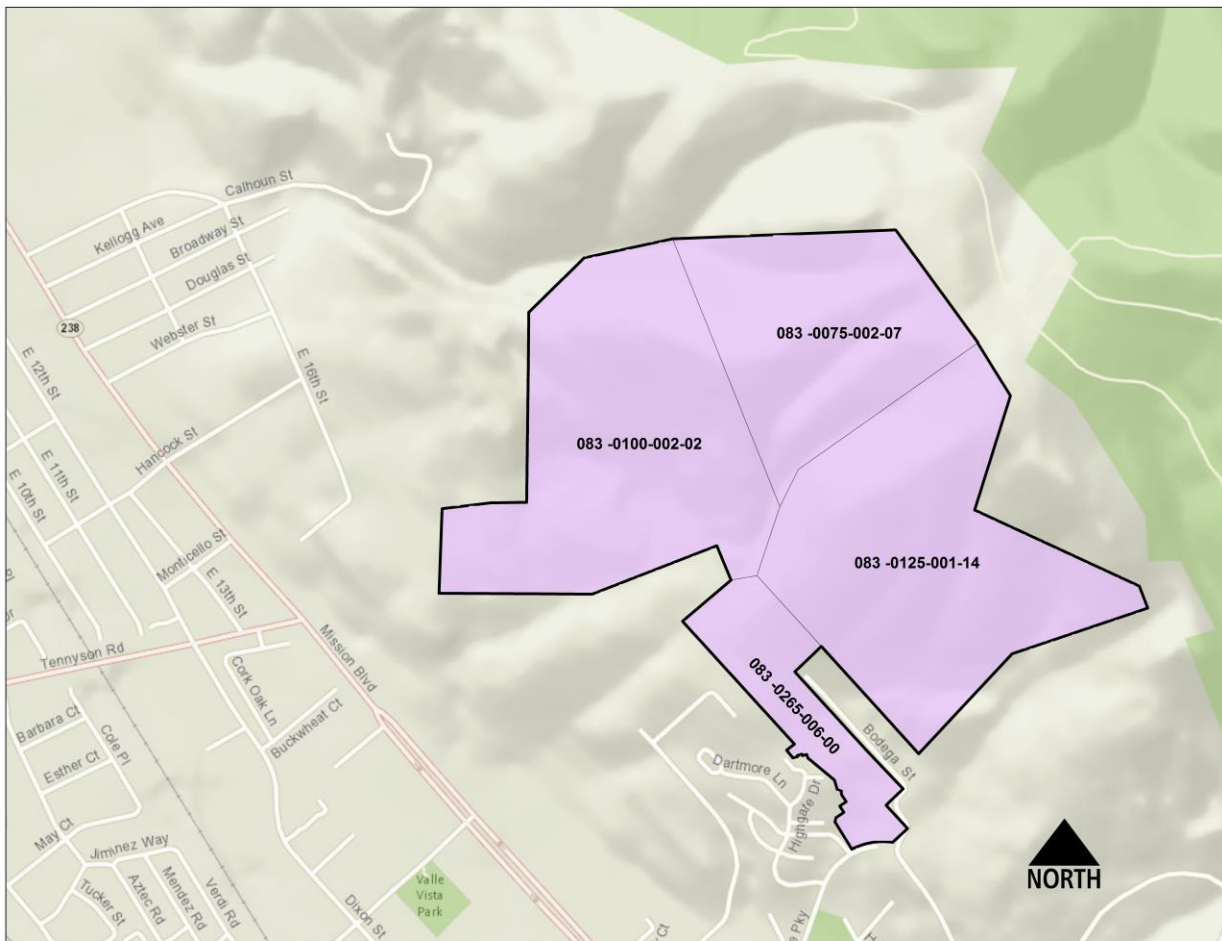 Calhoun St
Kellogg Ave
Broadway St
Douglas St
Webster St
238
E 12th St
E 16th St
083 -0075-002-07
083 -0100-002-02
Hancock St
E 11th St
E 10th St
Monticello St
E 13th St
083 -0125-001-14
Pl
Dr
Tennyson Rd
Mission Blvd
Cork Oak Ln
Buckwheat Ct
083 -0265-006-00
Barbara Ct
Cole Pl
Esther Ct
Bodega St
Dartmore Ln
Highgate Dr
May Ct
Jiminez Way
Tucker St
Aztec Rd
Mendez Rd
Verdi Rd
Valle
Vista
Park
Dixon St
NORTH
Pky
Ct